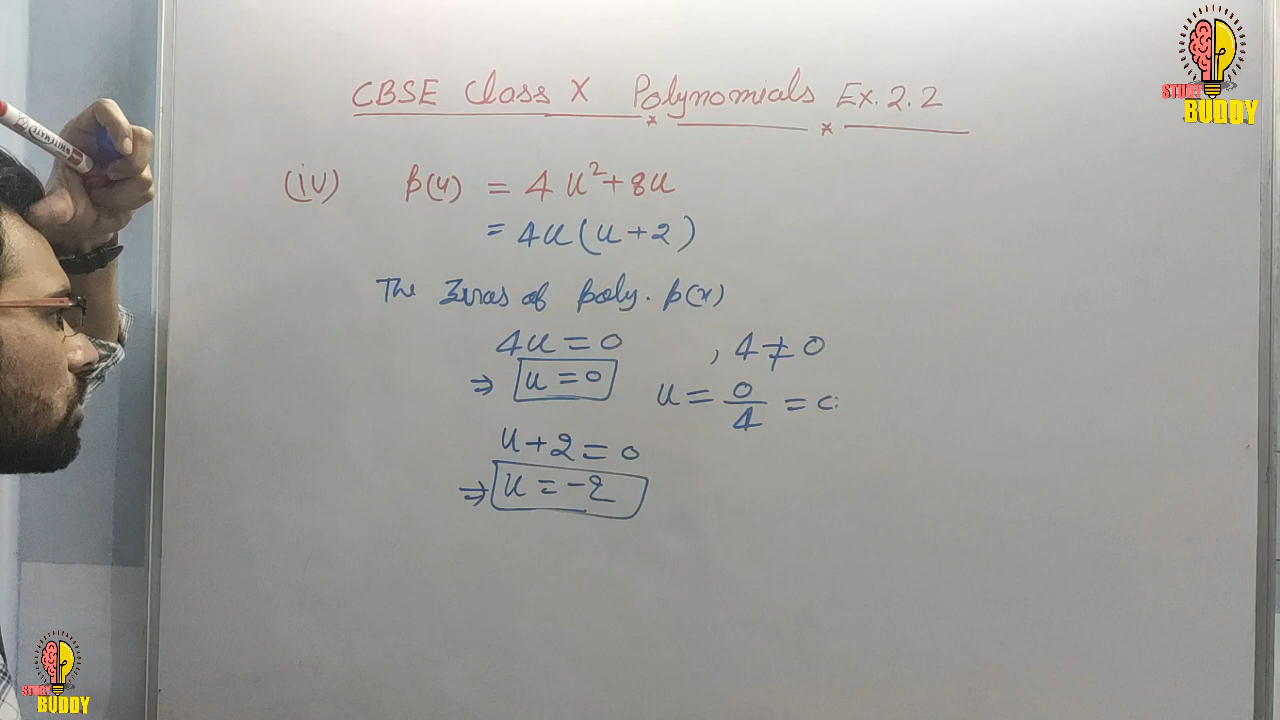 CBSE Class X Polynomials Ex. 2.2
(iv) p(u) = 4u²+8u
= 4u(u+2)
The Zeros of poly. p(x)
4u = 0 , 4 ≠ 0
⇒ u = 0 u = 0/4 = 
u+2 = 0
⇒ u = -2
STUDY
BUDDY
STUDY
BUDDY